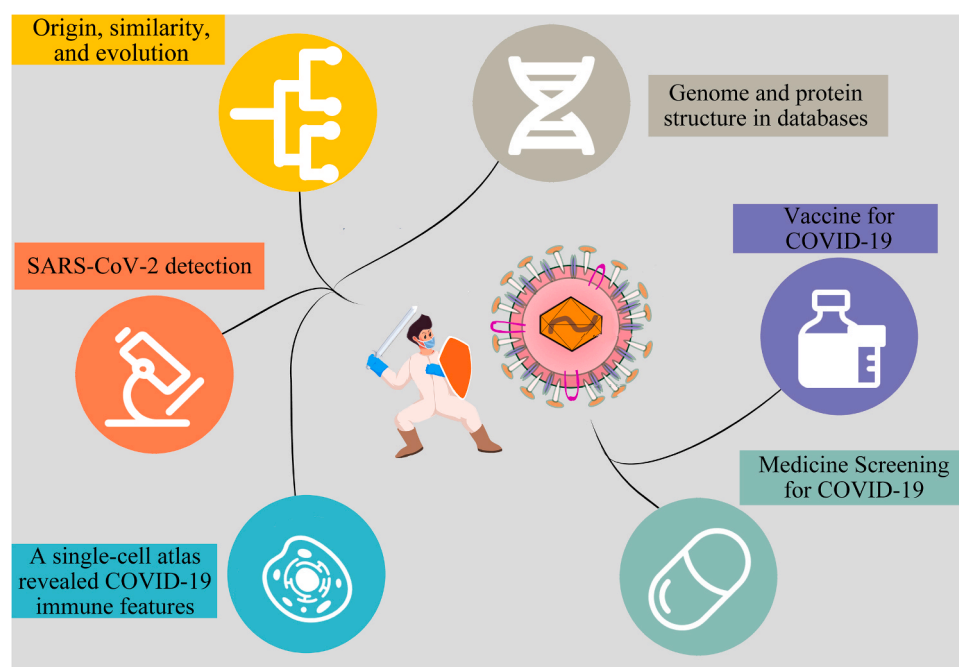 Origin, similarity,
and evolution
Genome and protein
structure in databases
Vaccine for
COVID-19
SARS-CoV-2 detection
Medicine Screening
for COVID-19
A single-cell atlas
revealed COVID-19
immune features